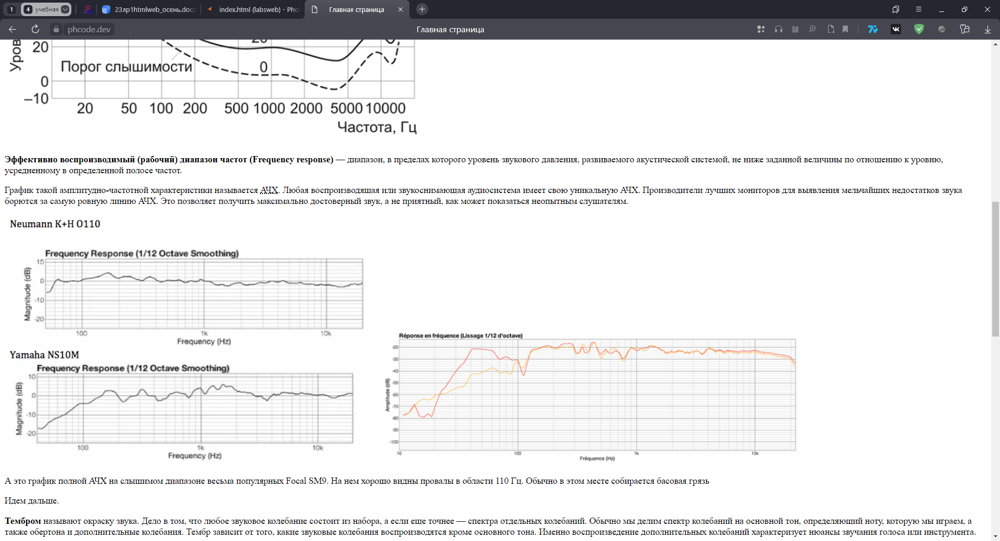 1
4 учебная
23лр1htmlweb_осень.docx
index.html (labsweb) - Pho
Главная страница
phcode.dev
Главная страница
20
Уров
20
Порог слышимости
0
0
–10
20 50 100 200 500 1000 2000 5000 10000
Частота, Гц
Эффективно воспроизводимый (рабочий) диапазон частот (Frequency response) — диапазон, в пределах которого уровень звукового давления, развиваемого акустической системой, не ниже заданной величины по отношению к уровню,
усредненному в определенной полосе частот.
График такой амплитудно-частотной характеристики называется АЧХ. Любая воспроизводящая или звукоснимающая аудиосистема имеет свою уникальную АЧХ. Производители лучших мониторов для выявления мельчайших недостатков звука
борются за самую ровную линию АЧХ. Это позволяет получить максимально достоверный звук, а не приятный, как может показаться неопытным слушателям.
Neumann K+H O110
Frequency Response (1/12 Octave Smoothing)
Magnitude (dB)
10
0
-10
-20
100 1k 10k
Frequency (Hz)
Yamaha NS10M
Frequency Response (1/12 Octave Smoothing)
Magnitude (dB)
10
0
-10
-20
100 1k 10k
Frequency (Hz)
Réponse en fréquence (Lissage 1/12 d'octave)
Amplitude (dB)
-20
-30
-40
-50
-60
-70
-80
-90
-100
10 100 1k 10k
Fréquence (Hz)
А это график полной АЧХ на слышимом диапазоне весьма популярных Focal SM9. На нем хорошо видны провалы в области 110 Гц. Обычно в этом месте собирается басовая грязь
Идем дальше.
Тембром называют окраску звука. Дело в том, что любое звуковое колебание состоит из набора, а если еще точнее — спектра отдельных колебаний. Обычно мы делим спектр колебаний на основной тон, определяющий ноту, которую мы играем, а
также обертона и дополнительные колебания. Тембр зависит от того, какие звуковые колебания воспроизводятся кроме основного тона. Именно воспроизведение дополнительных колебаний характеризует нюансы звучания голоса или инструмента.